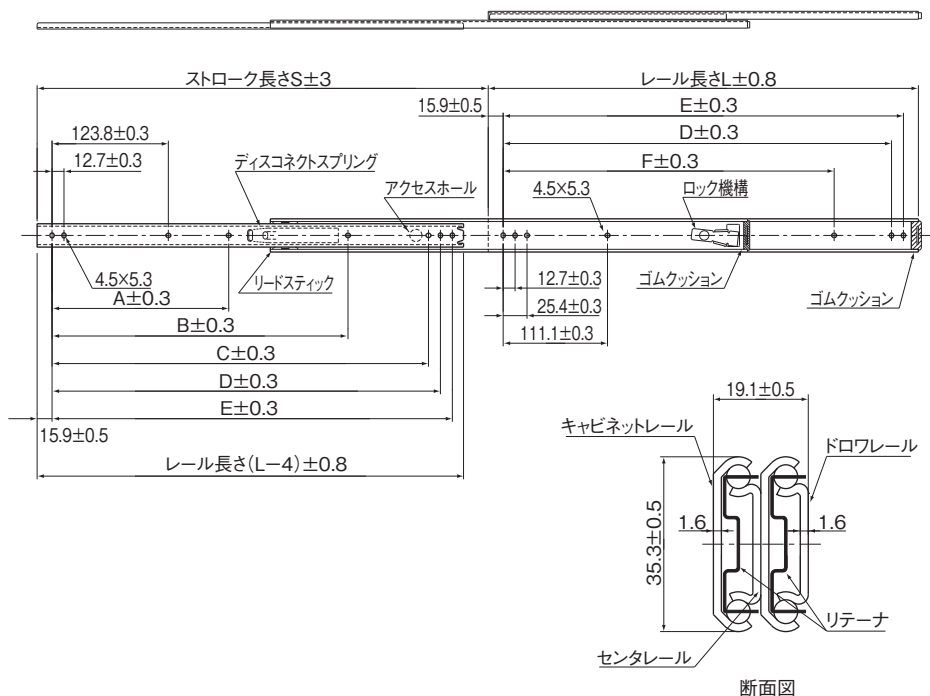 ストローク長さS±3
レール長さL±0.8
15.9±0.5
E±0.3
123.8±0.3
D±0.3
12.7±0.3
ディスコネクトスプリング
F±0.3
アクセスホール
4.5×5.3
ロック機構
4.5×5.3
リードスティック
12.7±0.3
ゴムクッション
ゴムクッション
A±0.3
25.4±0.3
B±0.3
111.1±0.3
C±0.3
D±0.3
E±0.3
15.9±0.5
レール長さ(L−4)±0.8
19.1±0.5
キャビネットレール
ドロワレール
35.3±0.5
1.6
1.6
リテーナ
センタレール
断面図